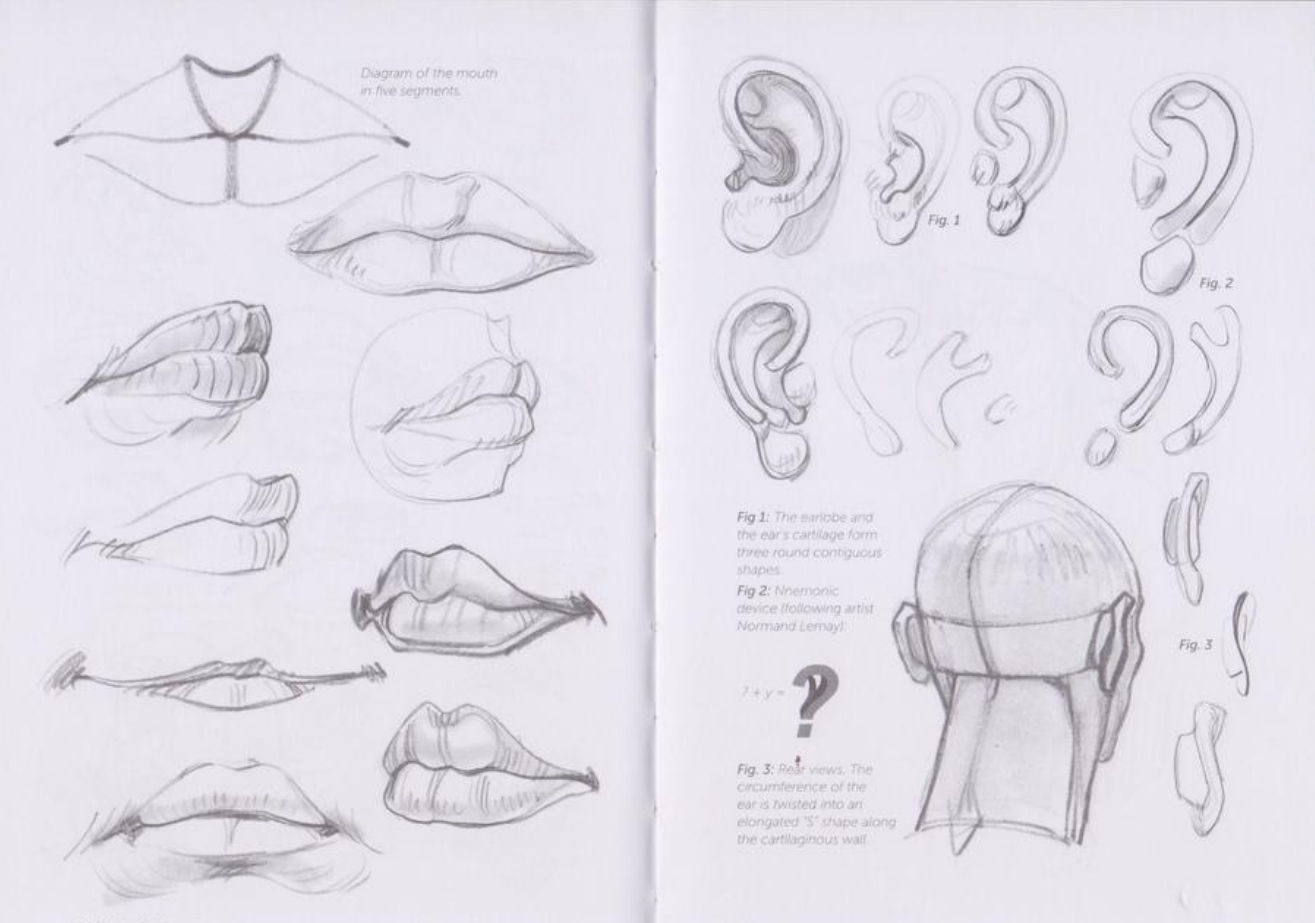 Diagram of the mouth
in five segments.
Fig. 1
Fig. 2
Fig 1: The earlobe and
the ear's cartilage form
three round contiguous
shapes.
Fig 2: Nnemonic
device (following artist
Normand Lemay):
? + y = ?
Fig. 3
Fig. 3: Rear views. The
circumference of the
ear is twisted into an
elongated "S" shape along
the cartilaginous wall.